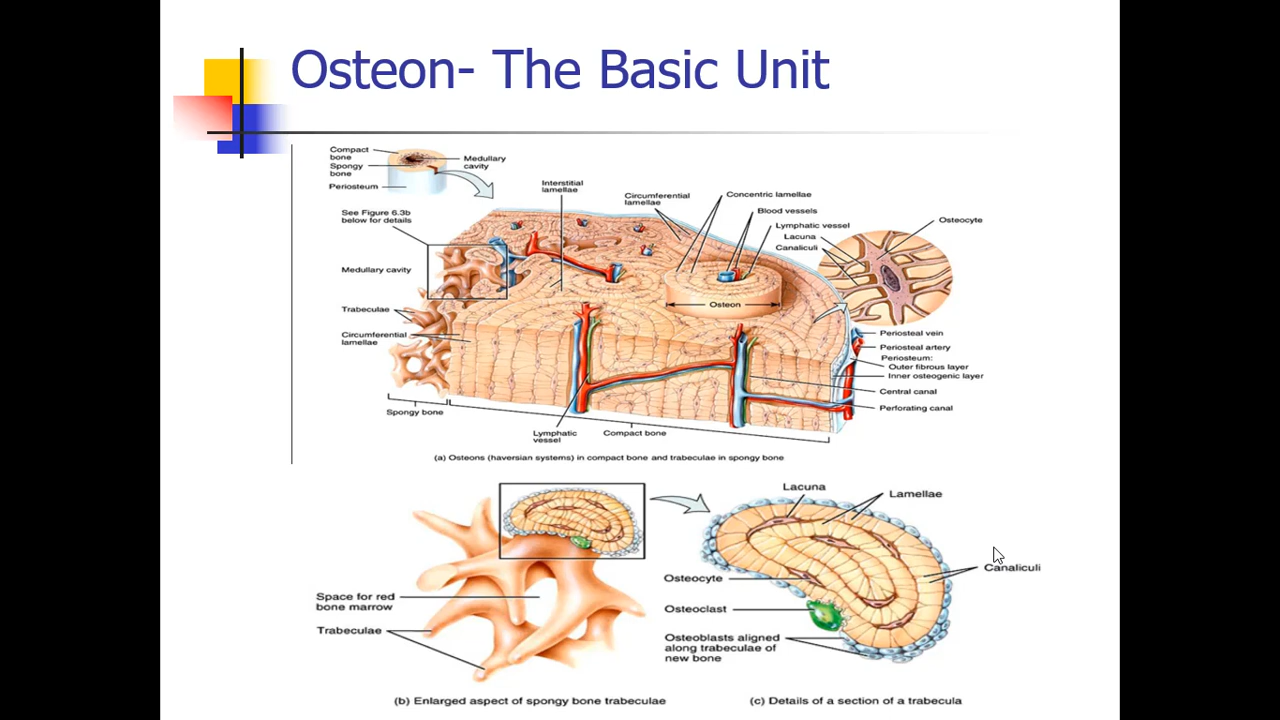 Osteon- The Basic Unit
Compact
bone
Spongy
bone
Periosteum
Medullary
cavity
See Figure 6.3b
below for details
Medullary cavity
Trabeculae
Circumferential
lamellae
Interstitial
lamellae
Circumferential
lamellae
Concentric lamellae
Blood vessels
Lymphatic vessel
Lacuna
Canaliculi
Osteocyte
Osteon
Periosteal vein
Periosteal artery
Periosteum:
Outer fibrous layer
Inner osteogenic layer
Central canal
Perforating canal
Spongy bone
Lymphatic
vessel
Compact bone
(a) Osteons (haversian systems) in compact bone and trabeculae in spongy bone
Space for red
bone marrow
Trabeculae
Lacuna
Lamellae
Canaliculi
Osteocyte
Osteoclast
Osteoblasts aligned
along trabeculae of
new bone
(b) Enlarged aspect of spongy bone trabeculae
(c) Details of a section of a trabecula